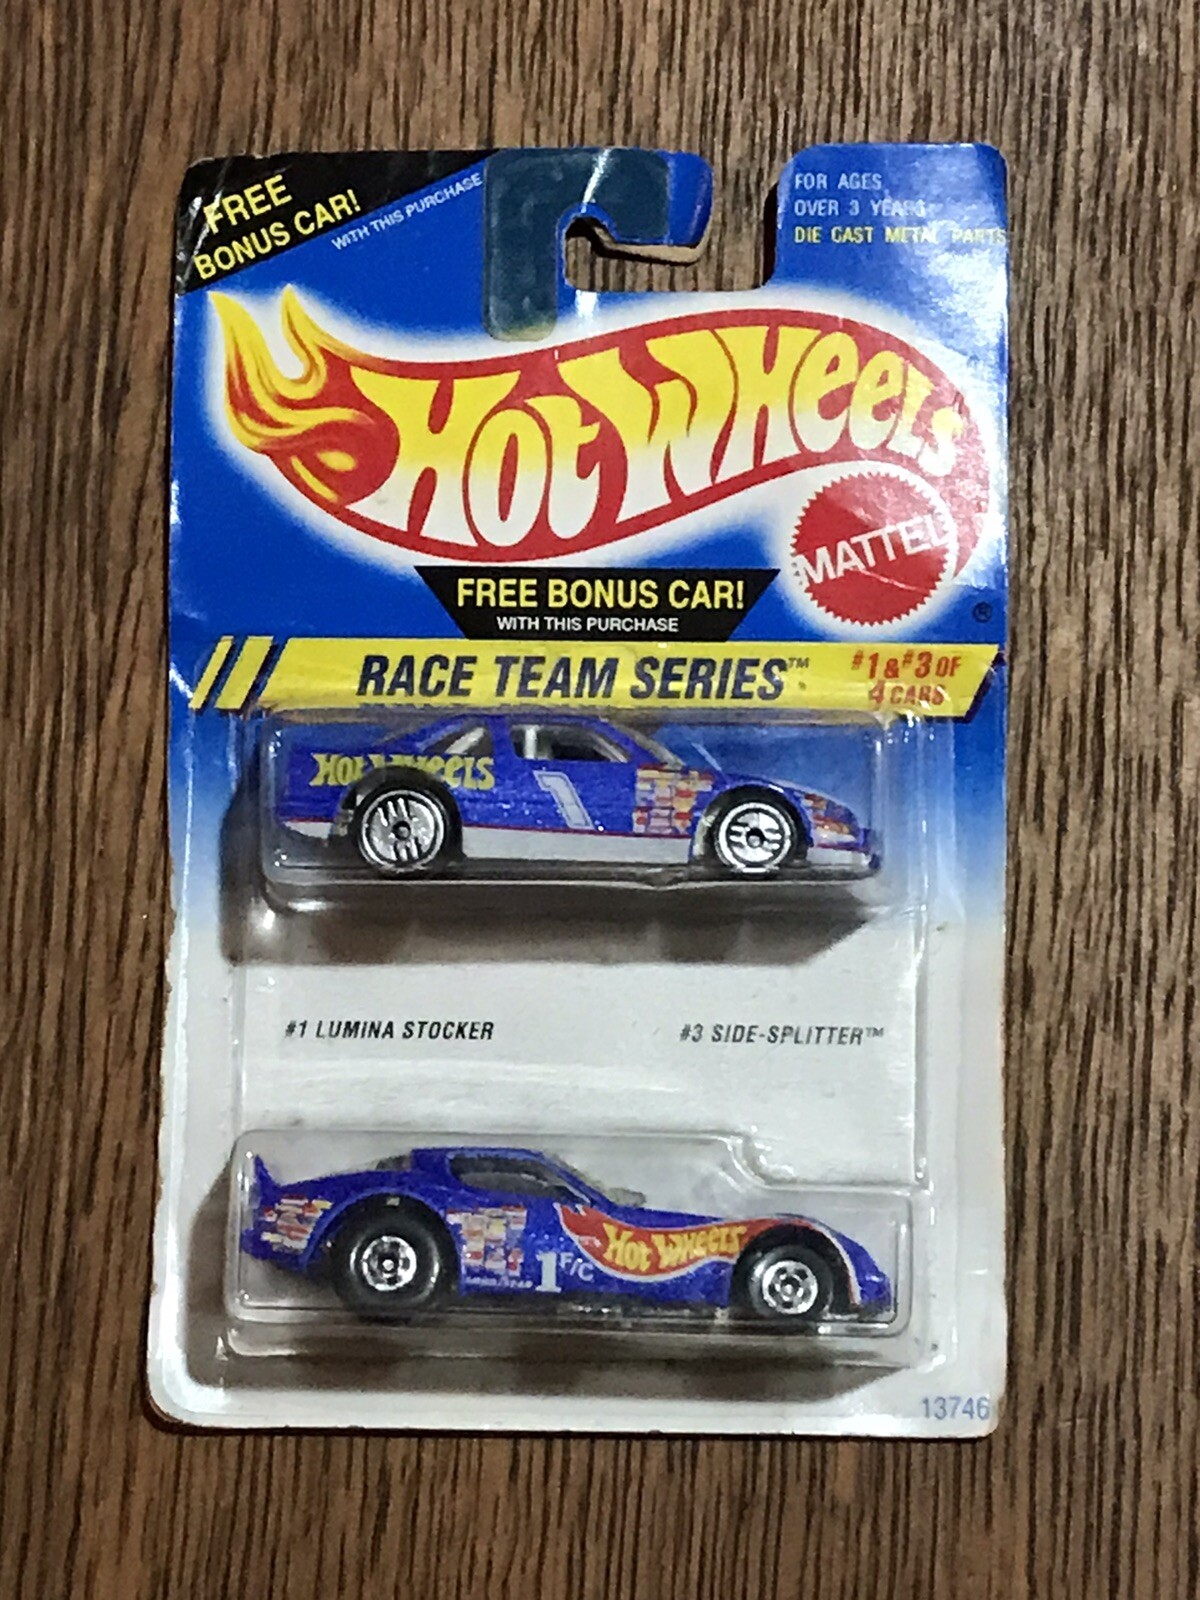 FREE
BONUS CAR!
WITH THIS PURCHASE
FOR AGES
OVER 3 YEARS
DIE CAST METAL PARTS
HOT WHEELS
MATTEL
®
FREE BONUS CAR!
WITH THIS PURCHASE
RACE TEAM SERIES™
#1&#3 OF
4 CARS
HOT WHEELS
1
#1 LUMINA STOCKER
#3 SIDE-SPLITTER™
HOT WHEELS
1 F/C
13746